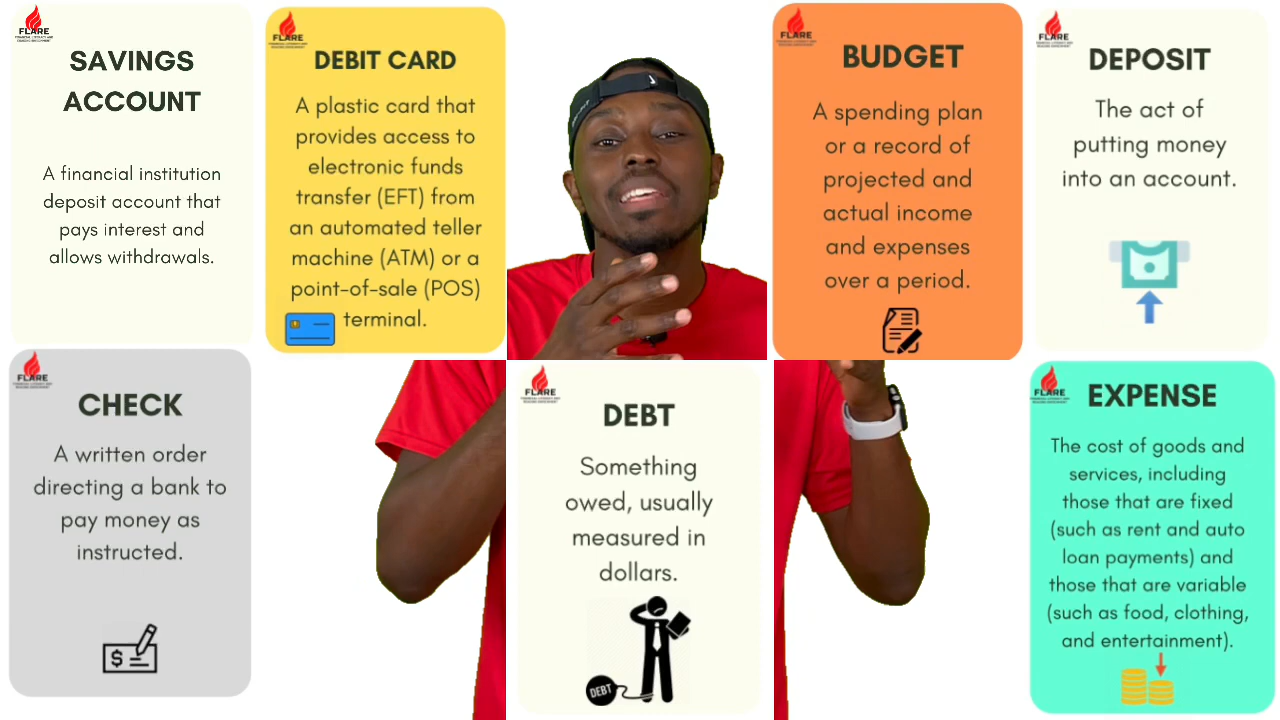 FLARE
SAVINGS
ACCOUNT
A financial institution
deposit account that
pays interest and
allows withdrawals.
FLARE
DEBIT CARD
A plastic card that
provides access to
electronic funds
transfer (EFT) from
an automated teller
machine (ATM) or a
point-of-sale (POS)
terminal.
FLARE
BUDGET
A spending plan
or a record of
projected and
actual income
and expenses
over a period.
FLARE
DEPOSIT
The act of
putting money
into an account.
FLARE
CHECK
A written order
directing a bank to
pay money as
instructed.
$
FLARE
DEBT
Something
owed, usually
measured in
dollars.
DEBT
FLARE
EXPENSE
The cost of goods and
services, including
those that are fixed
(such as rent and auto
loan payments) and
those that are variable
(such as food, clothing,
and entertainment).